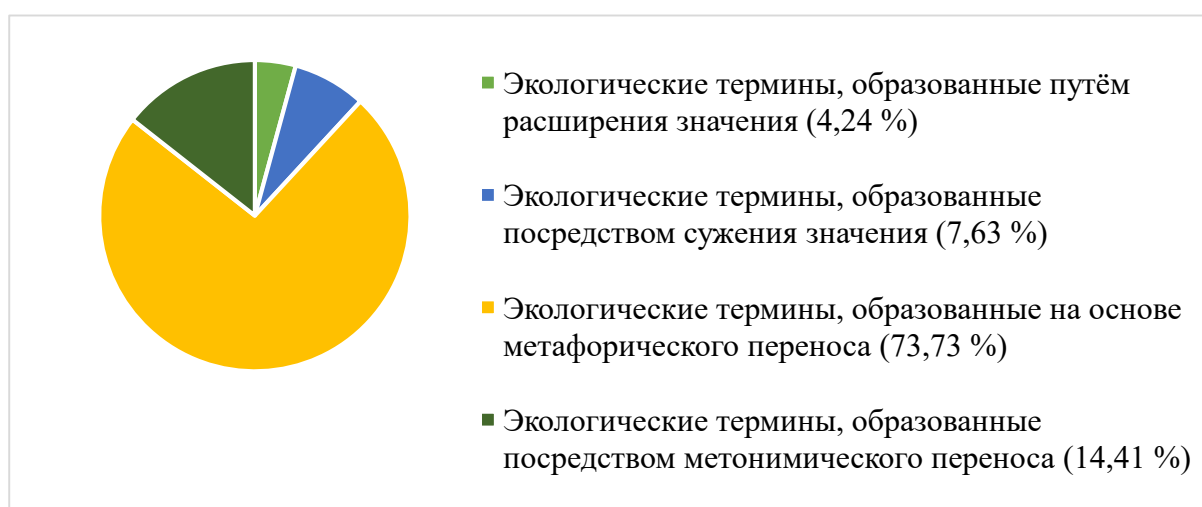 Экологические термины, образованные путём
расширения значения (4,24 %)
Экологические термины, образованные
посредством сужения значения (7,63 %)
Экологические термины, образованные на основе
метафорического переноса (73,73 %)
Экологические термины, образованные
посредством метонимического переноса (14,41 %)